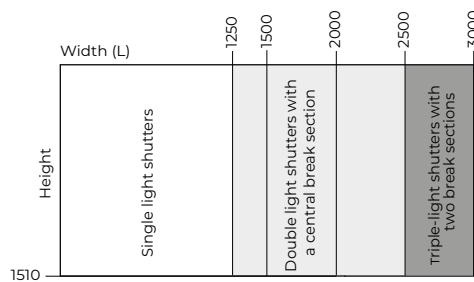 Width (L)
1250
1500
2000
2500
3000
Height
1510
Single light shutters
Double light shutters with
a central break section
Triple-light shutters with
two break sections